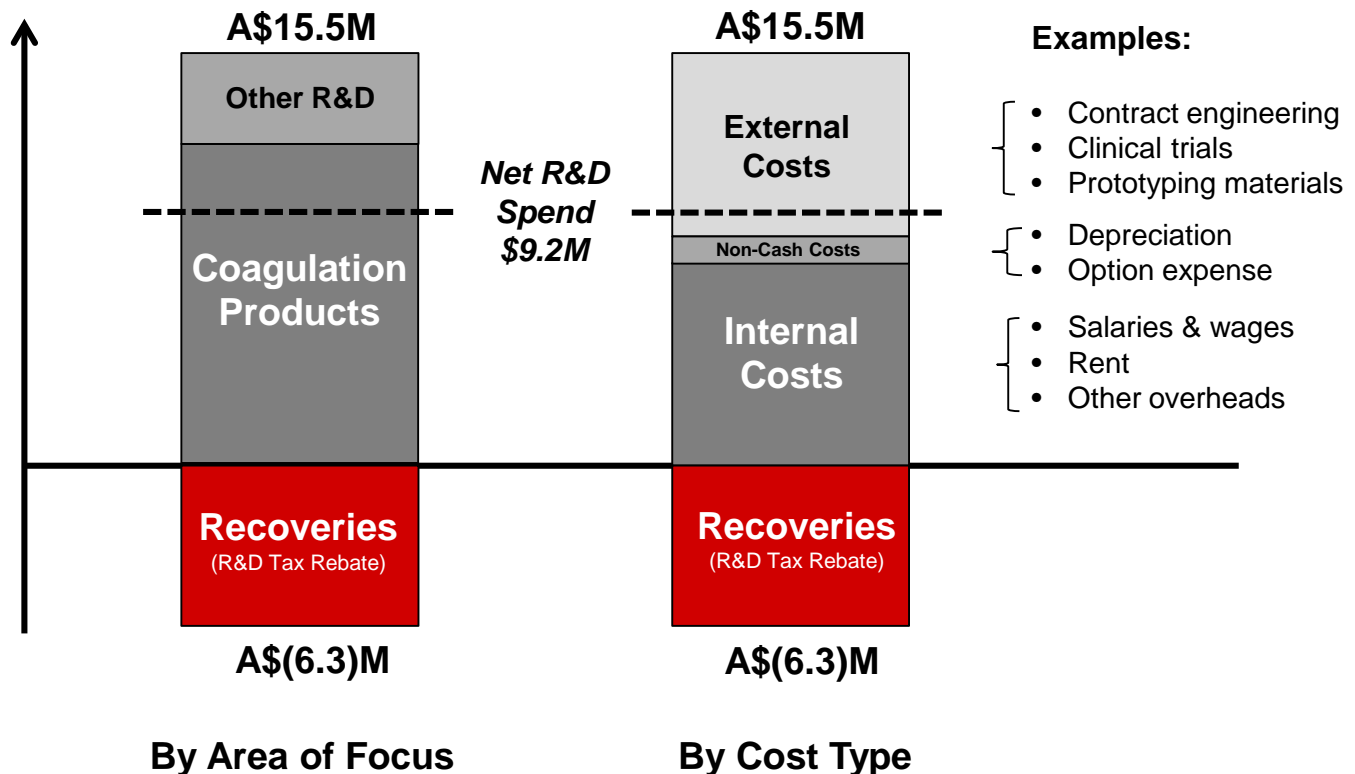 A$15.5M
Other R&D
Coagulation
Products
Recoveries
(R&D Tax Rebate)
A$(6.3)M
By Area of Focus
Net R&D
Spend
$9.2M
A$15.5M
External
Costs
Non-Cash Costs
Internal
Costs
Recoveries
(R&D Tax Rebate)
A$(6.3)M
By Cost Type
Examples:
• Contract engineering
• Clinical trials
• Prototyping materials
• Depreciation
• Option expense
• Salaries & wages
• Rent
• Other overheads